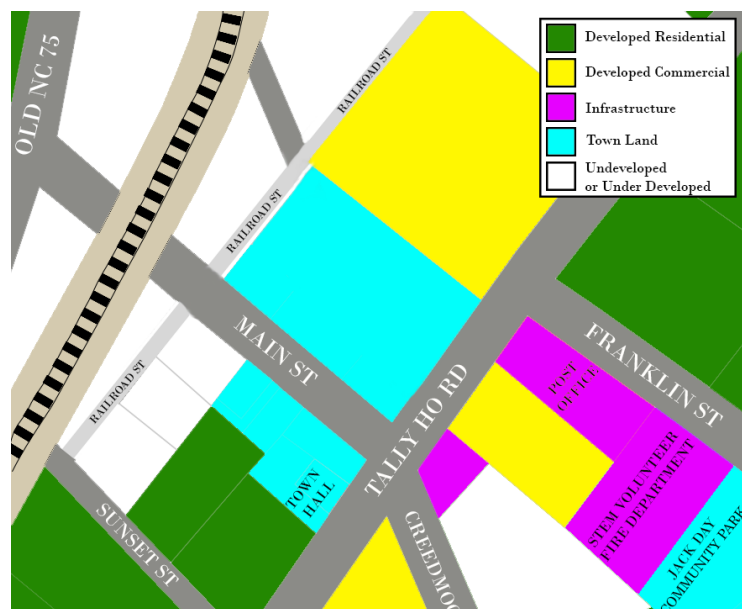 OLD NC 75
RAILROAD ST
Developed Residential
Developed Commercial
Infrastructure
Town Land
Undeveloped
or Under Developed
RAILROAD ST
MAIN ST
RAILROAD ST
TALLY HO RD
FRANKLIN ST
POST
OFFICE
TOWN
HALL
STEM VOLUNTEER
FIRE DEPARTMENT
SUNSET ST
CREEDMOO
JACK DAY
COMMUNITY PARK